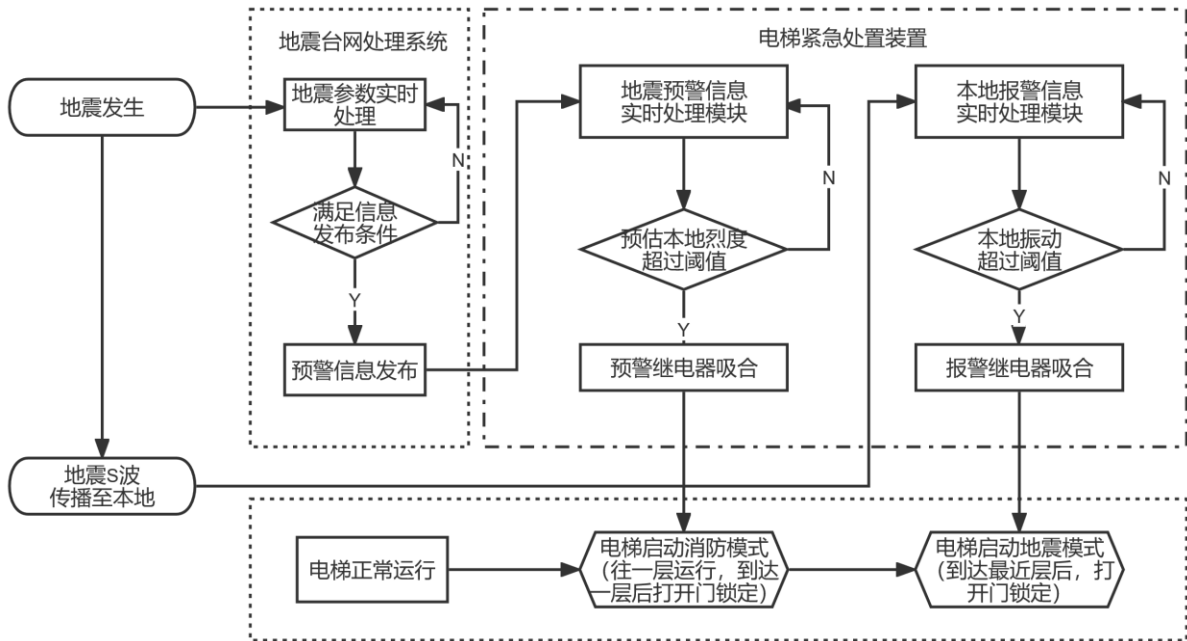 地震台网处理系统
电梯紧急处置装置
地震发生
地震参数实时
处理
地震预警信息
实时处理模块
本地报警信息
实时处理模块
N
N
N
满足信息
发布条件
预估本地烈度
超过阈值
本地振动
超过阈值
Y
Y
Y
预警信息发布
预警继电器吸合
报警继电器吸合
地震S波
传播至本地
电梯正常运行
电梯启动消防模式
（往一层运行，到达
一层后打开门锁定）
电梯启动地震模式
（到达最近层后，打
开门锁定）